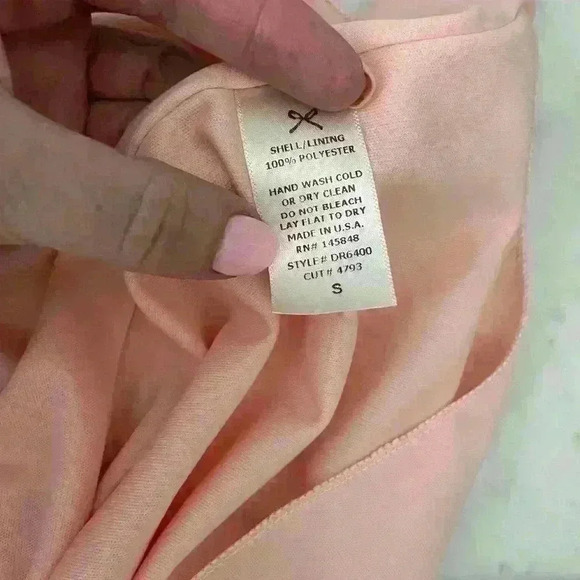 SHELL/LINING
100% POLYESTER
HAND WASH COLD
OR DRY CLEAN
DO NOT BLEACH
LAY FLAT TO DRY
MADE IN U.S.A.
RN# 145848
STYLE# DR6400
CUT# 4793
S